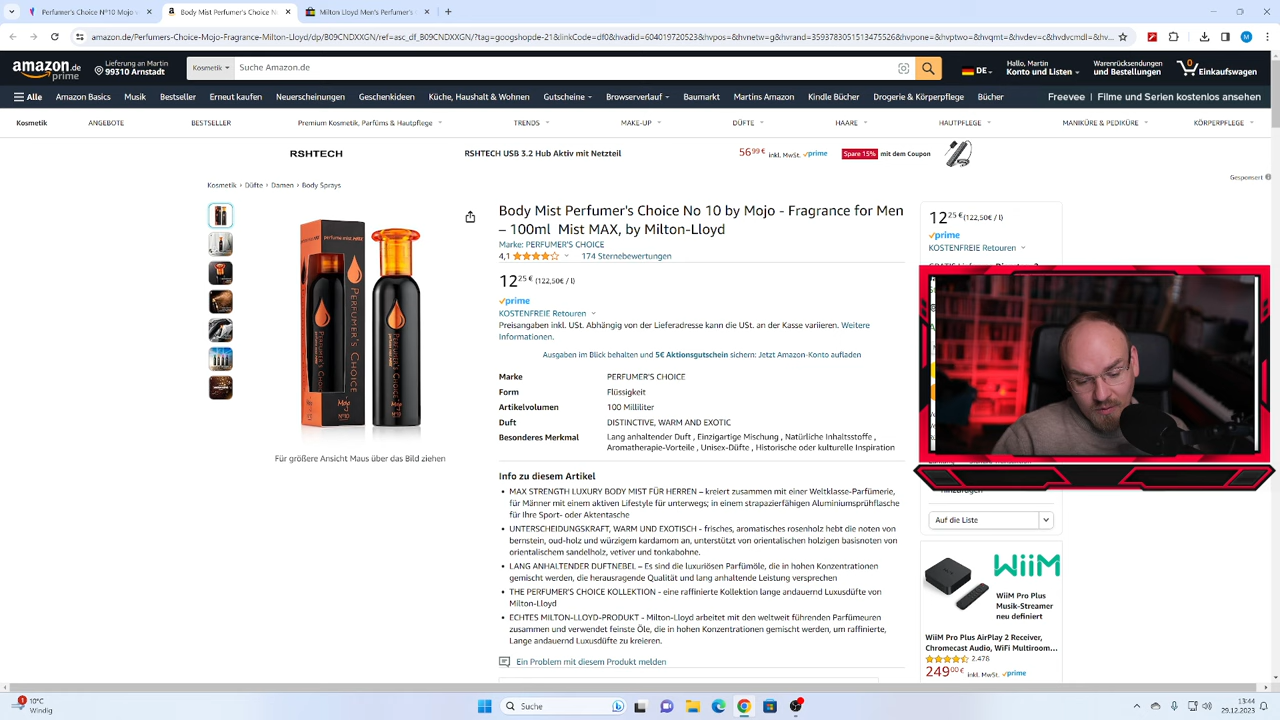 Perfumer's Choice N°10 Mojo v
Body Mist Perfumer's Choice No
Milton Lloyd Men's Perfume -
amazon.de/Perfumers-Choice-Mojo-Fragrance-Milton-Lloyd/dp/B09CNDXXGN/ref=asc_df_B09CNDXXGN/?tag=googshopde-21&linkCode=df0&hvadid=604019720523&hvpos=&hvnetw=g&hvrand=3593783051513475526&hvpone=&hvptwo=&hvqmt=&hvdev=c&hvdvcmdl=&hv...
M
amazon.de
prime
Lieferung an Martin
99310 Arnstadt
Kosmetik
Suche Amazon.de
DE
Hallo, Martin
Konto und Listen
Warenrücksendungen
und Bestellungen
0
Einkaufswagen
Alle
Amazon Basics
Musik
Bestseller
Erneut kaufen
Neuerscheinungen
Geschenkideen
Küche, Haushalt & Wohnen
Gutscheine
Browserverlauf
Baumarkt
Martins Amazon
Kindle Bücher
Drogerie & Körperpflege
Bücher
Freevee | Filme und Serien kostenlos ansehen
Kosmetik
ANGEBOTE
BESTSELLER
Premium Kosmetik, Parfüms & Hautpflege
TRENDS
MAKE-UP
DÜFTE
HAARE
HAUTPFLEGE
MANIKÜRE & PEDIKÜRE
KÖRPERPFLEGE
RSHTECH
RSHTECH USB 3.2 Hub Aktiv mit Netzteil
56,99 € inkl. MwSt. prime
Spare 15% mit dem Coupon
Gesponsert
Kosmetik › Düfte › Damen › Body Sprays
PERFUMER'S CHOICE
Mojo
N°10
Für größere Ansicht Maus über das Bild ziehen
Body Mist Perfumer's Choice No 10 by Mojo - Fragrance for Men
– 100ml Mist MAX, by Milton-Lloyd
Marke: PERFUMER'S CHOICE
4,1
174 Sternebewertungen
12 25 € (122,50€ / l)
prime
KOSTENFREIE Retouren
Preisangaben inkl. USt. Abhängig von der Lieferadresse kann die USt. an der Kasse variieren. Weitere
Informationen.
Ausgaben im Blick behalten und 5€ Aktionsgutschein sichern: Jetzt Amazon-Konto aufladen
Marke PERFUMER'S CHOICE
Form Flüssigkeit
Artikelvolumen 100 Milliliter
Duft DISTINCTIVE, WARM AND EXOTIC
Besonderes Merkmal Lang anhaltender Duft , Einzigartige Mischung , Natürliche Inhaltsstoffe ,
Aromatherapie-Vorteile , Unisex-Düfte , Historische oder kulturelle Inspiration
Info zu diesem Artikel
• MAX STRENGTH LUXURY BODY MIST FÜR HERREN – kreiert zusammen mit einer Weltklasse-Parfümerie,
für Männer mit einem aktiven Lifestyle für unterwegs; in einem strapazierfähigen Aluminiumsprühflasche
für Ihre Sport- oder Aktentasche
• UNTERSCHEIDUNGSKRAFT, WARM UND EXOTISCH - frisches, aromatisches rosenholz hebt die noten von
bernstein, oud-holz und würzigem kardamom an, unterstützt von orientalischen holzigen basisnoten von
orientalischem sandelholz, vetiver und tonkabohne.
• LANG ANHALTENDER DUFTNEBEL – Es sind die luxuriösen Parfümöle, die in hohen Konzentrationen
gemischt werden, die herausragende Qualität und lang anhaltende Leistung versprechen
• THE PERFUMER'S CHOICE KOLLEKTION - eine raffinierte Kollektion lange andauernd Luxusdüfte von
Milton-Lloyd
• ECHTES MILTON-LLOYD-PRODUKT - Milton-Lloyd arbeitet mit den weltweit führenden Parfümeuren
zusammen und verwendet feinste Öle, die in hohen Konzentrationen gemischt werden, um raffinierte,
Lange andauernd Luxusdüfte zu kreieren.
Ein Problem mit diesem Produkt melden
12 25 € (122,50€ / l)
prime
KOSTENFREIE Retouren
Auf die Liste
WiiM
WiiM Pro Plus
Musik-Streamer
neu definiert
WiiM Pro Plus AirPlay 2 Receiver,
Chromecast Audio, WiFi Multiroom...
2.478
249,00 € inkl. MwSt. prime
1
10°C
Windig
Suche
13:44
29.12.2023